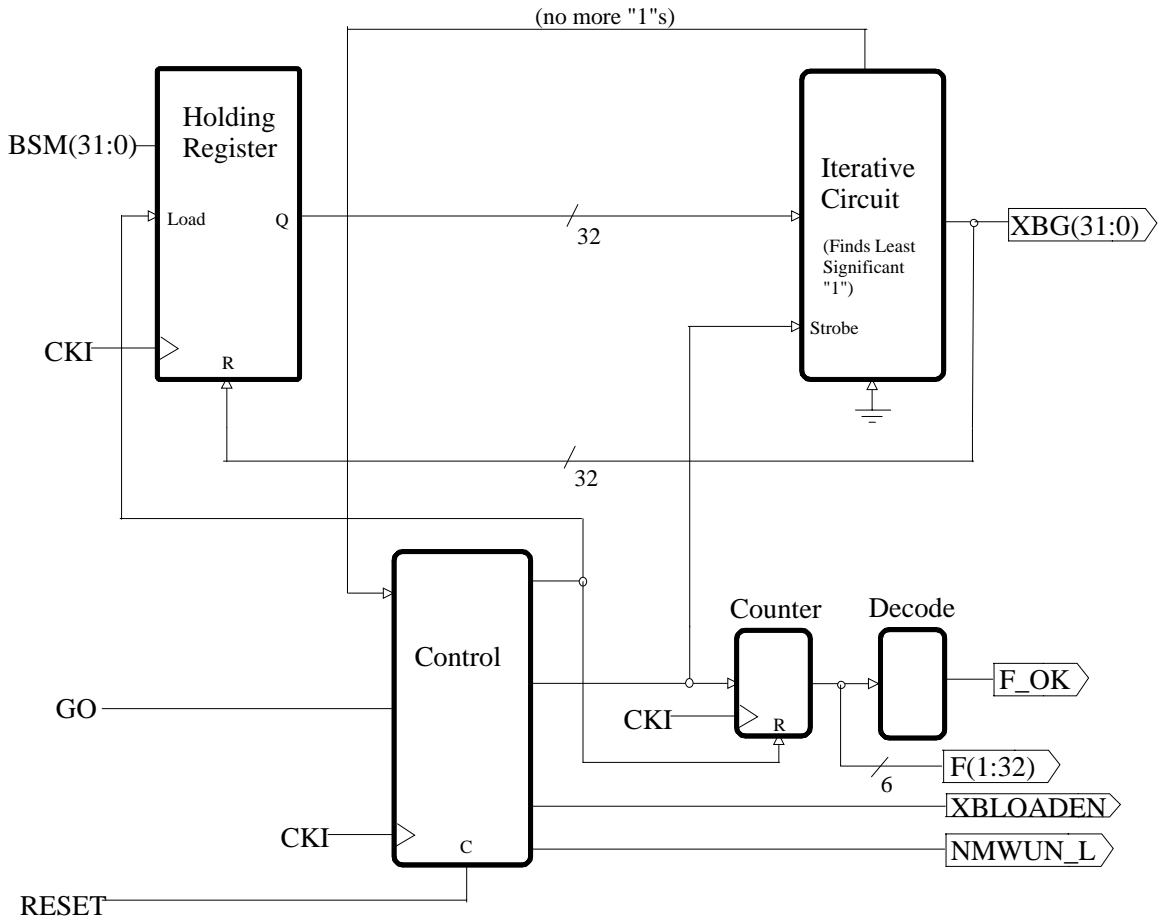 (no more "1"s)
Holding
Register
BSM(31:0)
Load
Q
32
Iterative
Circuit
(Finds Least
Significant
"1")
XBG(31:0)
Strobe
CKI
R
32
Counter
Decode
Control
F_OK
GO
CKI
R
F(1:32)
6
XBLOADEN
CKI
C
NMWUN_L
RESET